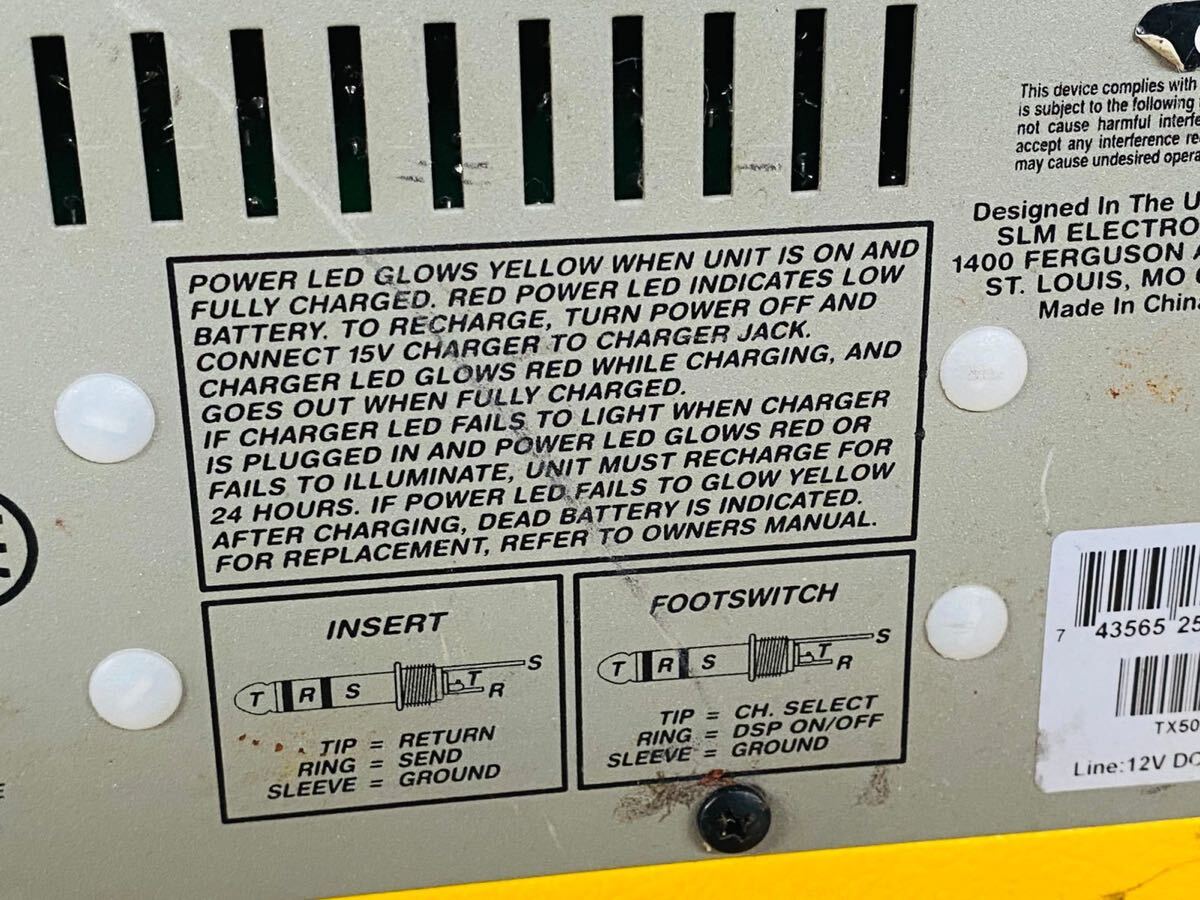 This device complies with
is subject to the following
not cause harmful interfe
accept any interference re
may cause undesired opera
Designed In The U
SLM ELECTRO
1400 FERGUSON A
ST. LOUIS, MO
Made In China
POWER LED GLOWS YELLOW WHEN UNIT IS ON AND
FULLY CHARGED. RED POWER LED INDICATES LOW
BATTERY. TO RECHARGE, TURN POWER OFF AND
CONNECT 15V CHARGER TO CHARGER JACK.
CHARGER LED GLOWS RED WHILE CHARGING, AND
GOES OUT WHEN FULLY CHARGED.
IF CHARGER LED FAILS TO LIGHT WHEN CHARGER
IS PLUGGED IN AND POWER LED GLOWS RED OR
FAILS TO ILLUMINATE, UNIT MUST RECHARGE FOR
24 HOURS. IF POWER LED FAILS TO GLOW YELLOW
AFTER CHARGING, DEAD BATTERY IS INDICATED.
FOR REPLACEMENT, REFER TO OWNERS MANUAL.
INSERT
T R S S T R
TIP = RETURN
RING = SEND
SLEEVE = GROUND
FOOTSWITCH
T R S S T R
TIP = CH. SELECT
RING = DSP ON/OFF
SLEEVE = GROUND
7 43565 25
TX50
Line:12V DC